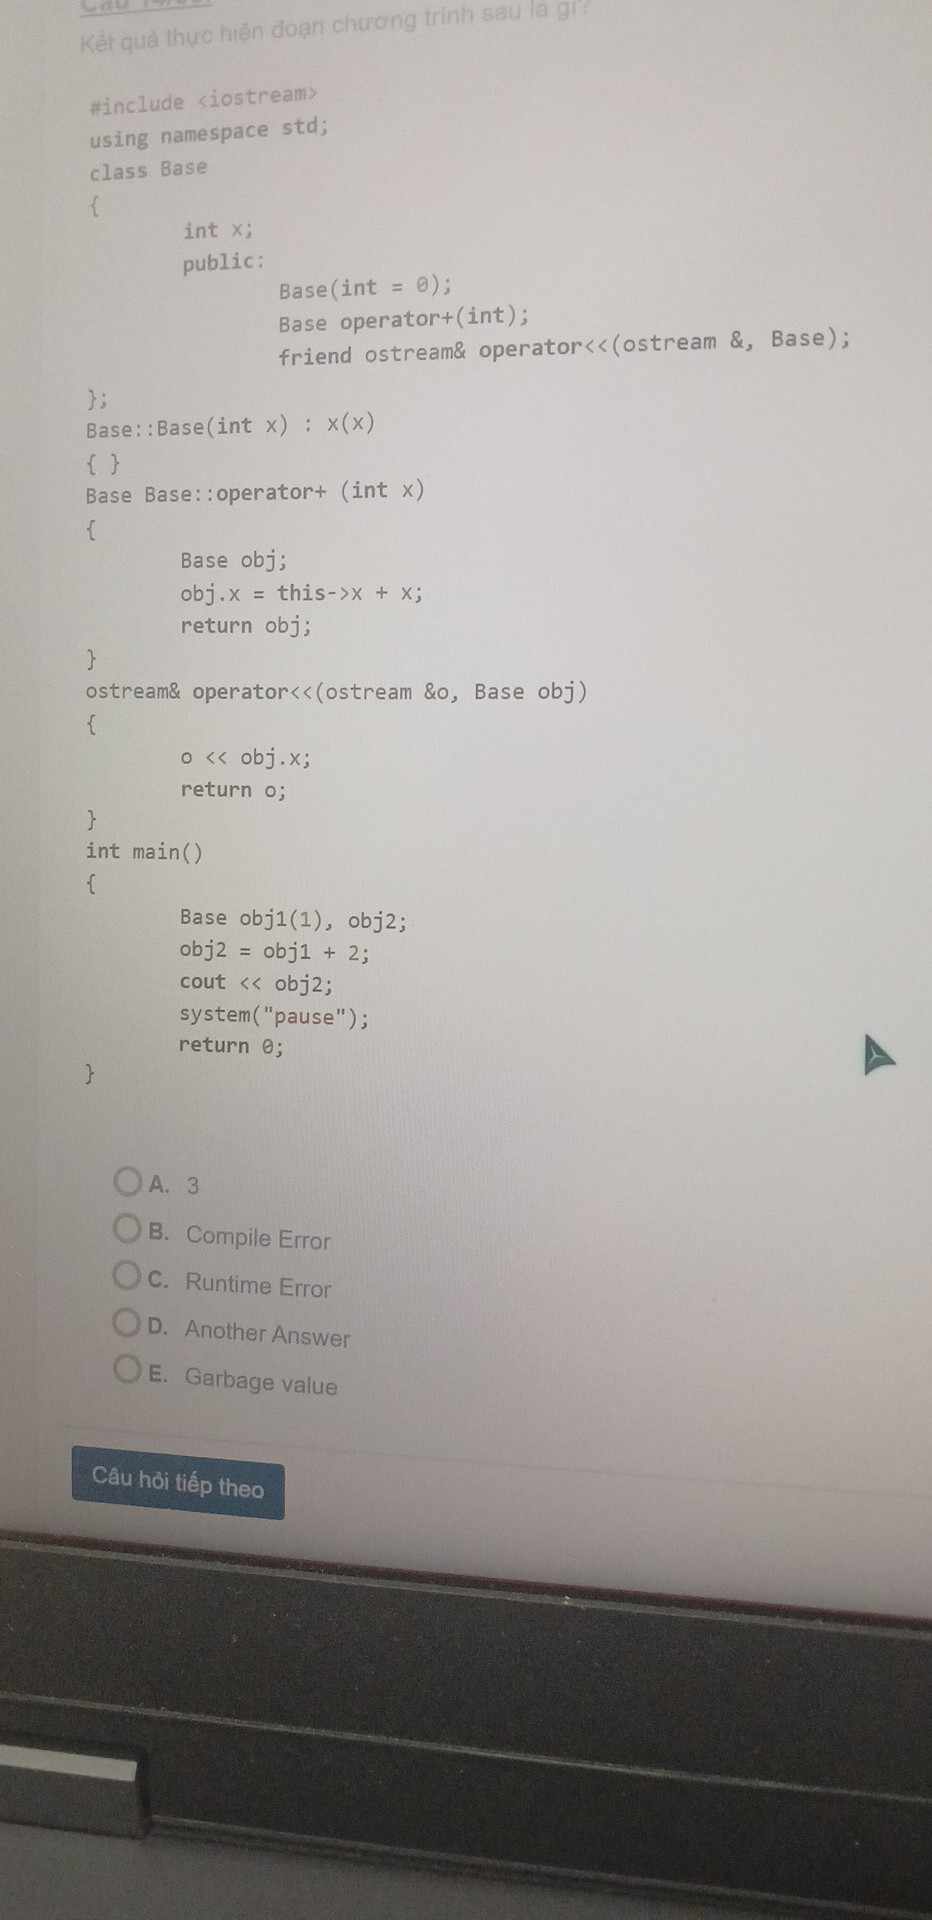 Kết quả thực hiện đoạn chương trình sau là gì?
#include <iostream>
using namespace std;
class Base
{
int x;
public:
Base(int = 0);
Base operator+(int);
friend ostream& operator<<(ostream &, Base);
};
Base::Base(int x) : x(x)
{ }
Base Base::operator+ (int x)
{
Base obj;
obj.x = this->x + x;
return obj;
}
ostream& operator<<(ostream &o, Base obj)
{
o << obj.x;
return o;
}
int main()
{
Base obj1(1), obj2;
obj2 = obj1 + 2;
cout << obj2;
system("pause");
return 0;
}
A. 3
B. Compile Error
C. Runtime Error
D. Another Answer
E. Garbage value
Câu hỏi tiếp theo